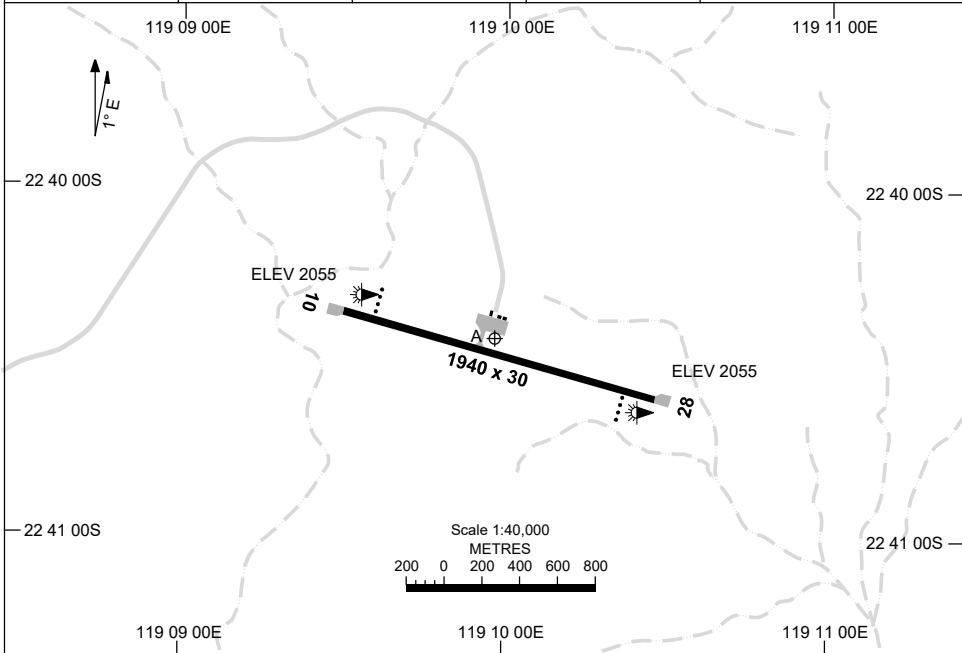 119 09 00E
119 10 00E
119 11 00E
1° E
22 40 00S
22 40 00S
ELEV 2055
10
A
1940 x 30
ELEV 2055
28
22 41 00S
22 41 00S
Scale 1:40,000
METRES
200 0 200 400 600 800
119 09 00E
119 10 00E
119 11 00E